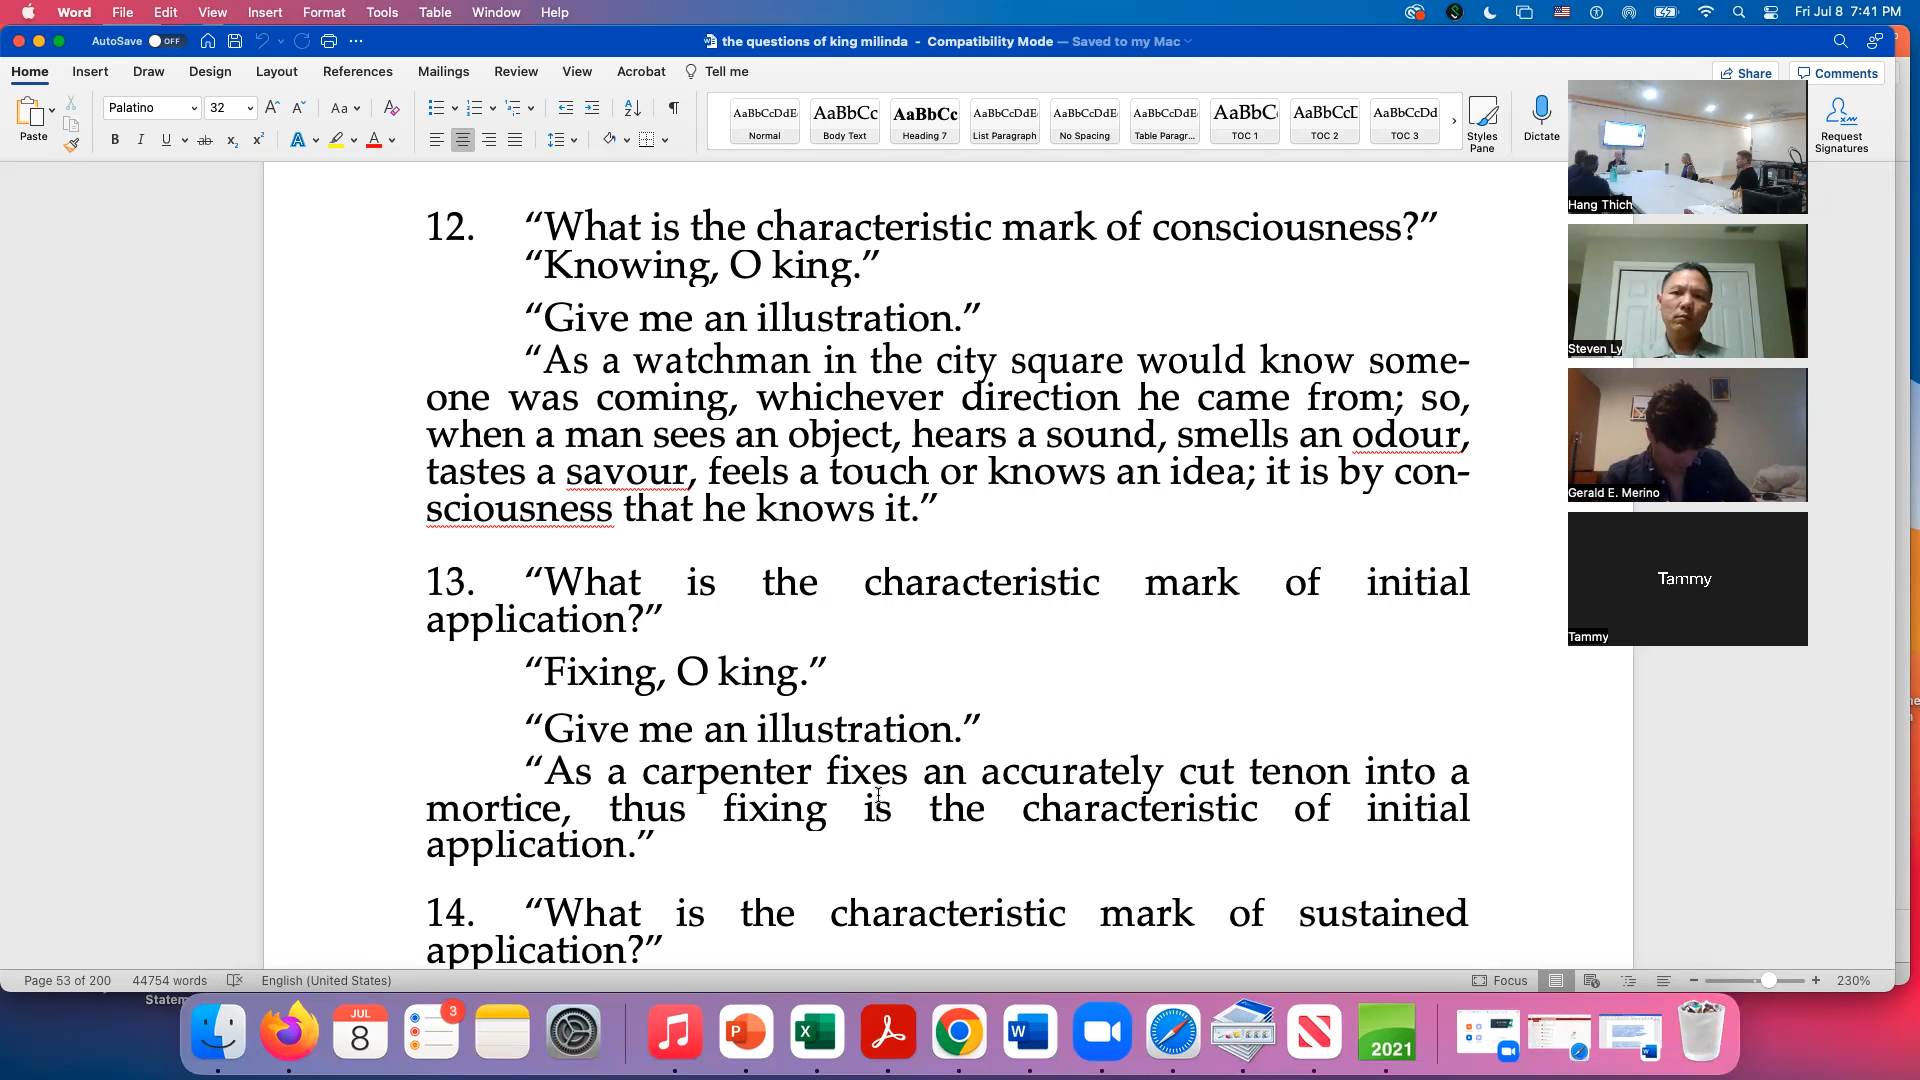 Word File Edit View Insert Format Tools Table Window Help
Fri Jul 8 7:41 PM
AutoSave OFF
the questions of king milinda - Compatibility Mode — Saved to my Mac
Home Insert Draw Design Layout References Mailings Review View Acrobat Tell me
Share Comments
Paste
Palatino 32
Aa
B I U ab x₂ x²
AaBbCcDdE AaBbCc AaBbCc AaBbCcDdE AaBbCcDdE AaBbCcDdE AaBbC AaBbCcD AaBbCcDd
Normal Body Text Heading 7 List Paragraph No Spacing Table Paragr... TOC 1 TOC 2 TOC 3
Styles Pane
Dictate
Request Signatures
12. “What is the characteristic mark of consciousness?”
“Knowing, O king.”
“Give me an illustration.”
“As a watchman in the city square would know some-
one was coming, whichever direction he came from; so,
when a man sees an object, hears a sound, smells an odour,
tastes a savour, feels a touch or knows an idea; it is by con-
sciousness that he knows it.”
13. “What is the characteristic mark of initial
application?”
“Fixing, O king.”
“Give me an illustration.”
“As a carpenter fixes an accurately cut tenon into a
mortice, thus fixing is the characteristic of initial
application.”
14. “What is the characteristic mark of sustained
application?”
Hang Thich
Steven Ly
Gerald E. Merino
Tammy
Tammy
Page 53 of 200 44754 words English (United States)
Focus 230%
Statem
JUL
8
3
2021